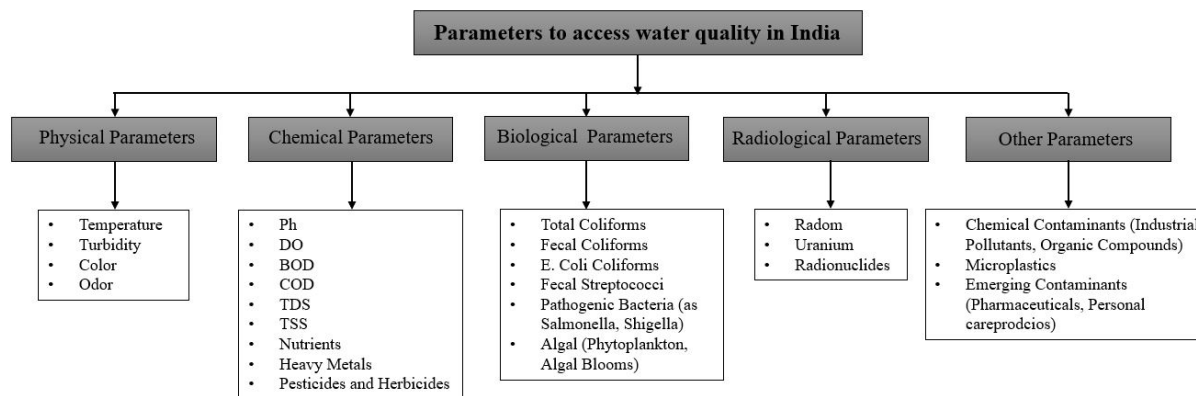 Parameters to access water quality in India
Physical Parameters
Chemical Parameters
Biological Parameters
Radiological Parameters
Other Parameters
• Temperature
• Turbidity
• Color
• Odor
• Ph
• DO
• BOD
• COD
• TDS
• TSS
• Nutrients
• Heavy Metals
• Pesticides and Herbicides
• Total Coliforms
• Fecal Coliforms
• E. Coli Coliforms
• Fecal Streptococci
• Pathogenic Bacteria (as
Salmonella, Shigella)
• Algal (Phytoplankton,
Algal Blooms)
• Radom
• Uranium
• Radionuclides
• Chemical Contaminants (Industrial
Pollutants, Organic Compounds)
• Microplastics
• Emerging Contaminants
(Pharmaceuticals, Personal
careprodcios)